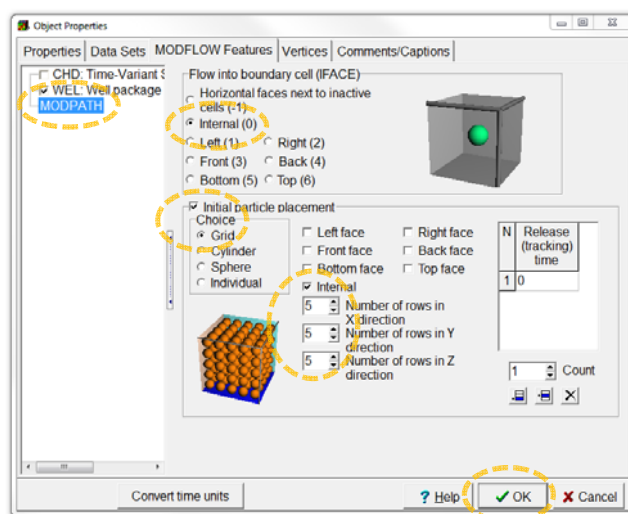 Object Properties
Properties Data Sets MODFLOW Features Vertices Comments/Captions
CHD: Time-Variant S
WEL: Well package
MODPATH
Flow into boundary cell (IFACE)
Horizontal faces next to inactive
cells (-1)
Internal (0)
Left (1) Right (2)
Front (3) Back (4)
Bottom (5) Top (6)
Initial particle placement
Choice
Grid
Cylinder
Sphere
Individual
Left face Right face
Front face Back face
Bottom face Top face
Internal
5 Number of rows in
X direction
5 Number of rows in Y
direction
5 Number of rows in Z
direction
N Release
(tracking)
time
1 0
1 Count
Convert time units ? Help OK Cancel